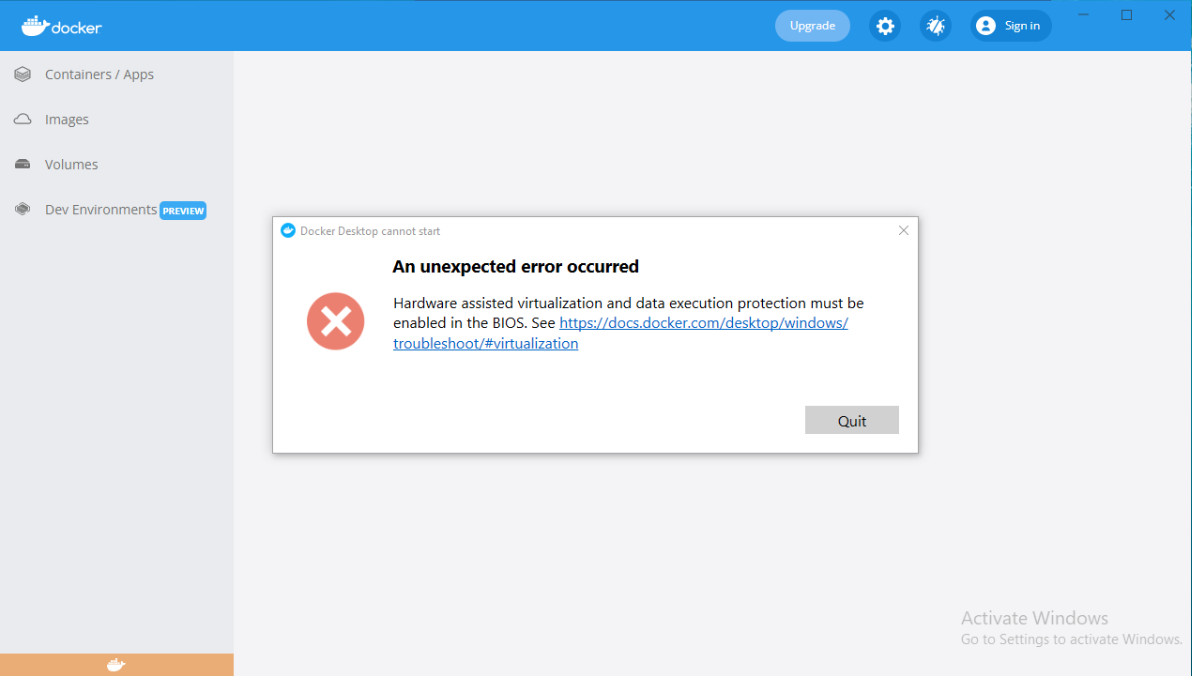 docker
Upgrade
Sign in
Containers / Apps
Images
Volumes
Dev Environments PREVIEW
Docker Desktop cannot start
An unexpected error occurred
Hardware assisted virtualization and data execution protection must be
enabled in the BIOS. See https://docs.docker.com/desktop/windows/
troubleshoot/#virtualization
Quit
Activate Windows
Go to Settings to activate Windows.